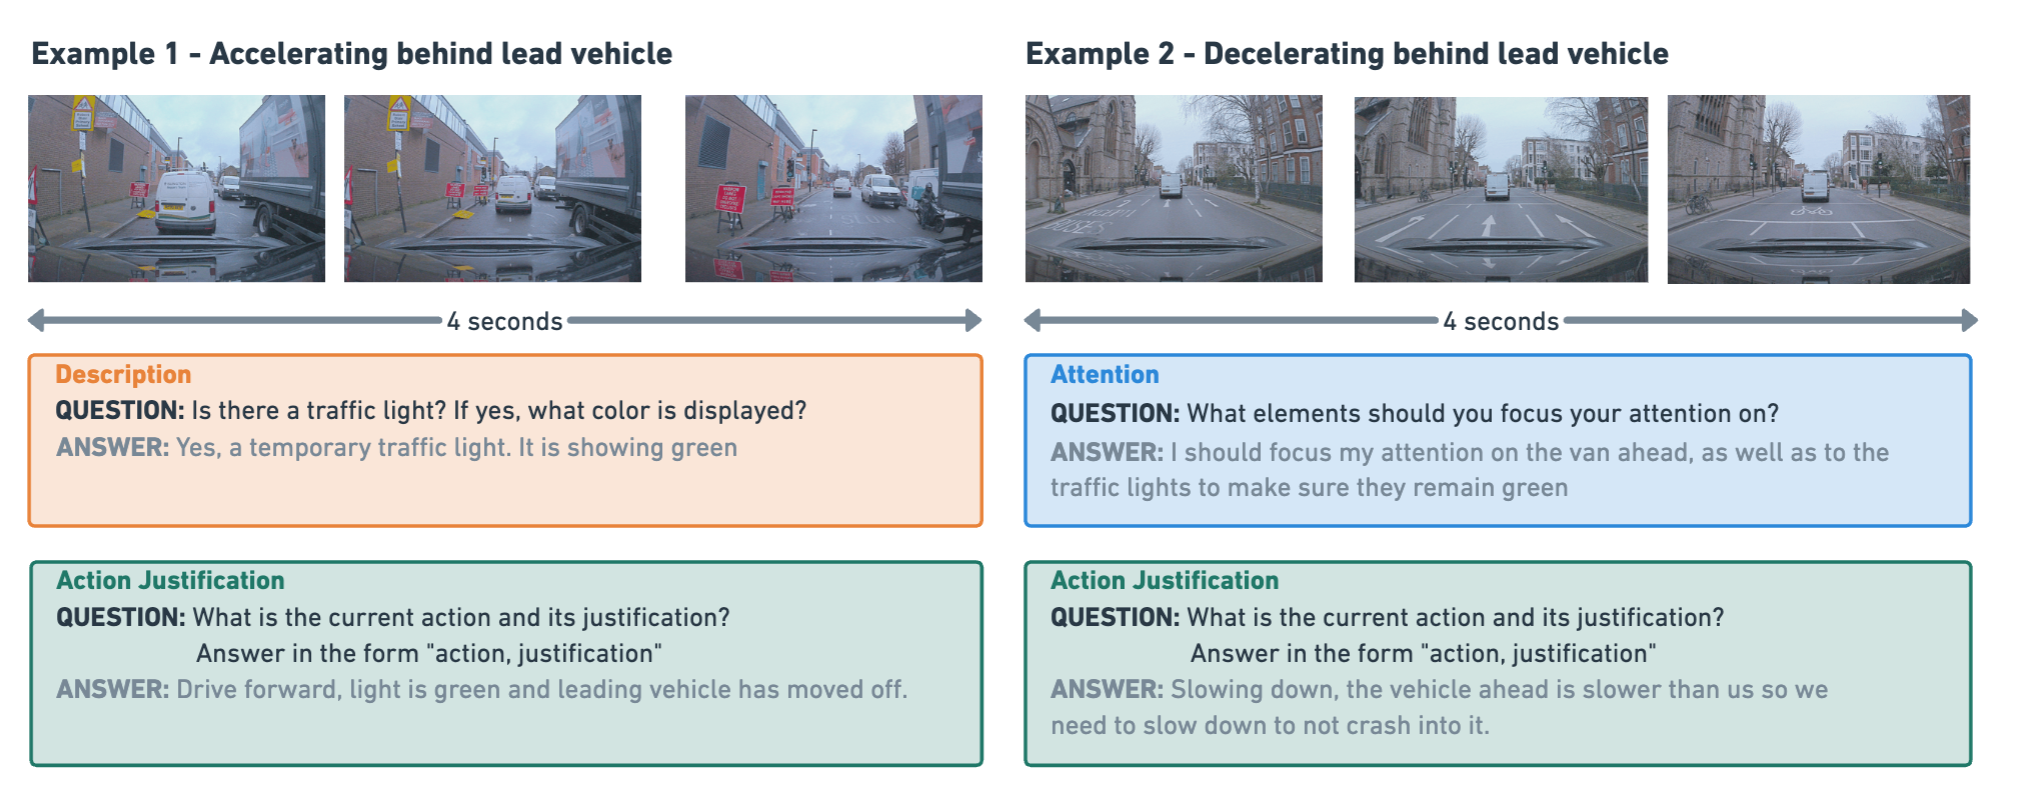 Example 1 - Accelerating behind lead vehicle
4 seconds
Description
QUESTION: Is there a traffic light? If yes, what color is displayed?
ANSWER: Yes, a temporary traffic light. It is showing green
Action Justification
QUESTION: What is the current action and its justification?
Answer in the form "action, justification"
ANSWER: Drive forward, light is green and leading vehicle has moved off.
Example 2 - Decelerating behind lead vehicle
4 seconds
Attention
QUESTION: What elements should you focus your attention on?
ANSWER: I should focus my attention on the van ahead, as well as to the
traffic lights to make sure they remain green
Action Justification
QUESTION: What is the current action and its justification?
Answer in the form "action, justification"
ANSWER: Slowing down, the vehicle ahead is slower than us so we
need to slow down to not crash into it.